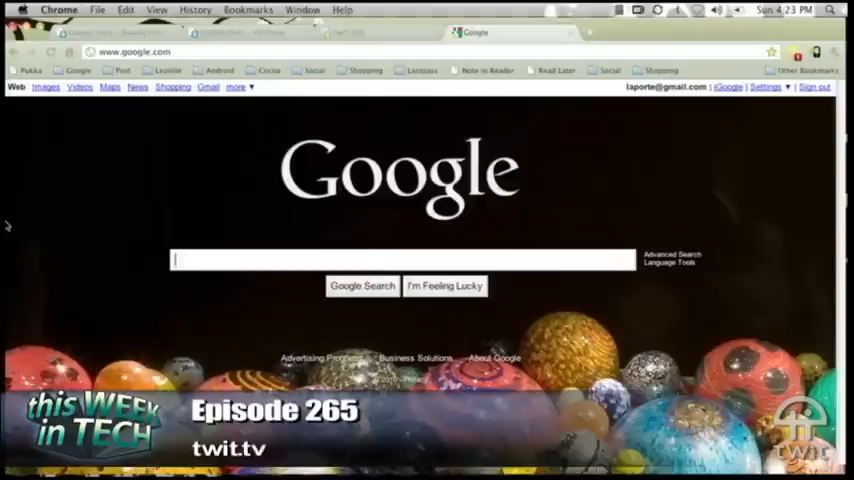 Chrome File Edit View History Bookmarks Window Help Sun 4:23 PM
Google
www.google.com
Pukka Google Post Leoville Android Cocoa Social Shopping Lastpass Note in Reader Read Later Social Shopping Other Bookmarks
Web Images Videos Maps News Shopping Gmail more ▼ laporte@gmail.com | iGoogle | Settings ▼ | Sign out
Google
Advanced Search
Language Tools
Google Search I'm Feeling Lucky
Advertising Programs Business Solutions About Google
this WEEK
in TECH
Episode 265
twit.tv
twit